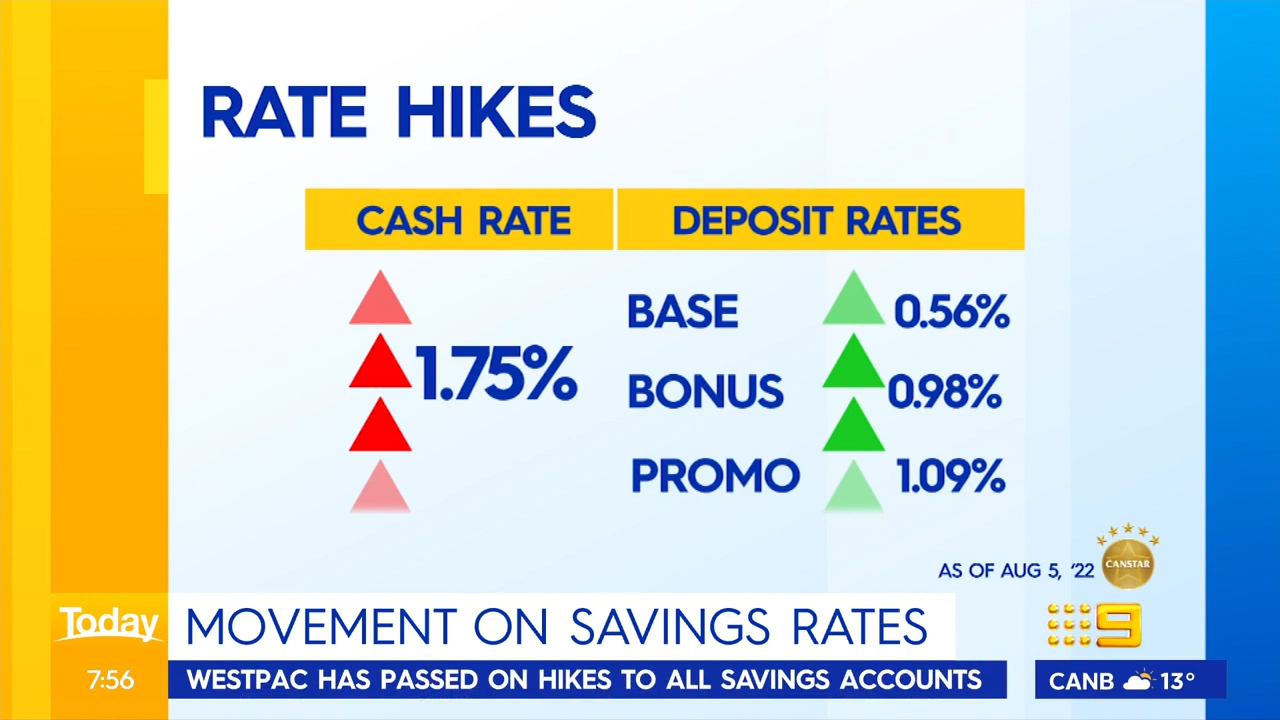 RATE HIKES
CASH RATE
DEPOSIT RATES
1.75%
BASE 0.56%
BONUS 0.98%
PROMO 1.09%
AS OF AUG 5, '22
CANSTAR
Today
MOVEMENT ON SAVINGS RATES
9
7:56
WESTPAC HAS PASSED ON HIKES TO ALL SAVINGS ACCOUNTS
CANB 13°